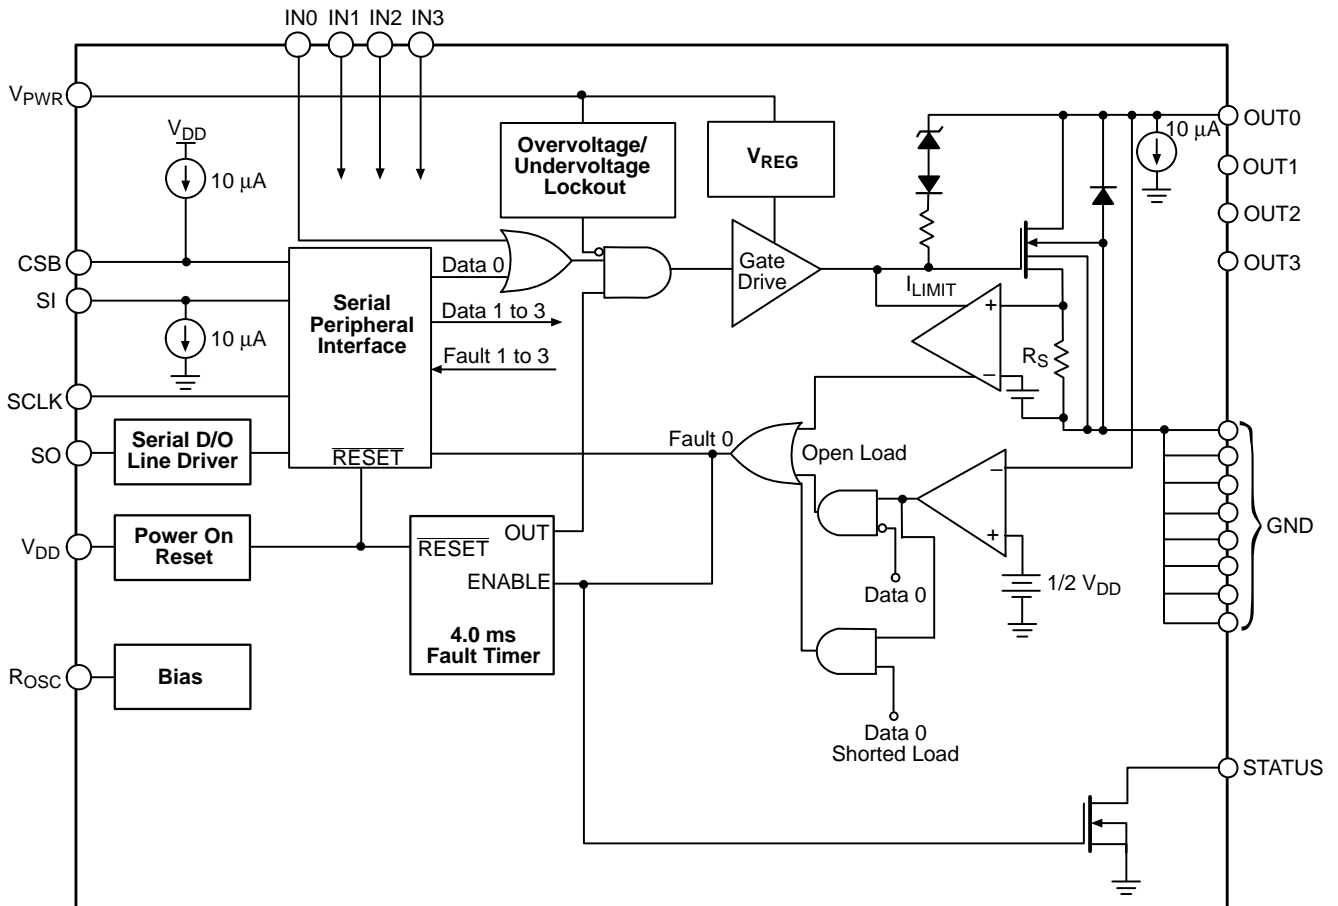 IN0 IN1 IN2 IN3
VPWR
VDD
10 µA
Overvoltage/
Undervoltage
Lockout
VREG
10 µA
OUT0
OUT1
OUT2
OUT3
CSB
SI
10 µA
SCLK
SO
Serial
Peripheral
Interface
RESET
Data 0
Data 1 to 3
Fault 1 to 3
Gate
Drive
ILIMIT
+
–
RS
Serial D/O
Line Driver
Fault 0
Open Load
–
+
1/2 VDD
GND
VDD
Power On
Reset
RESET
OUT
ENABLE
4.0 ms
Fault Timer
Data 0
ROSC
Bias
Data 0
Shorted Load
STATUS